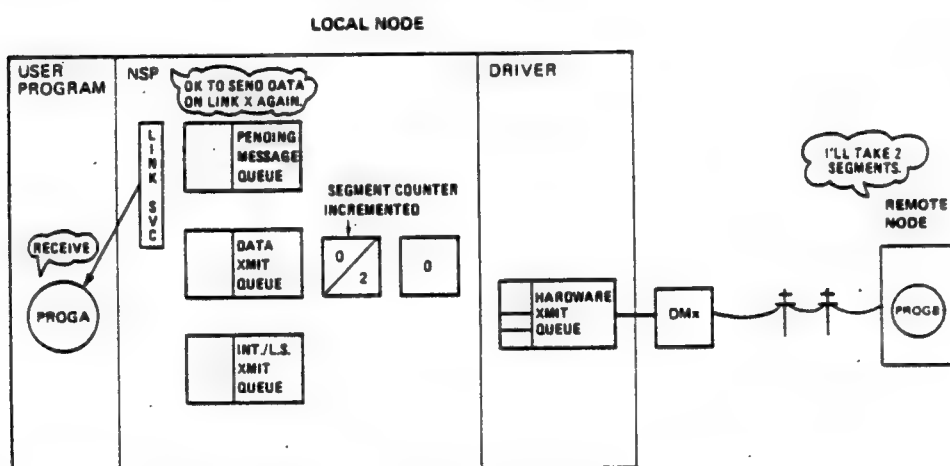 LOCAL NODE
USER
PROGRAM
NSP
OK TO SEND DATA
ON LINK X AGAIN.
DRIVER
LINK SVC
PENDING
MESSAGE
QUEUE
I'LL TAKE 2
SEGMENTS.
SEGMENT COUNTER
INCREMENTED
REMOTE
NODE
RECEIVE
DATA
XMIT
QUEUE
0
2
0
PROGA
HARDWARE
XMIT
QUEUE
DMx
PROGB
INT./L.S.
XMIT
QUEUE